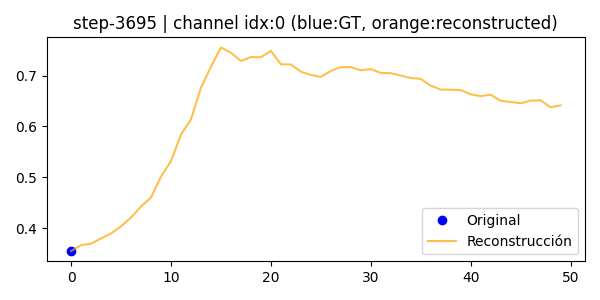 step-3695 | channel idx:0 (blue:GT, orange:reconstructed)
0.7
0.6
0.5
0.4
Original
Reconstrucción
0 10 20 30 40 50